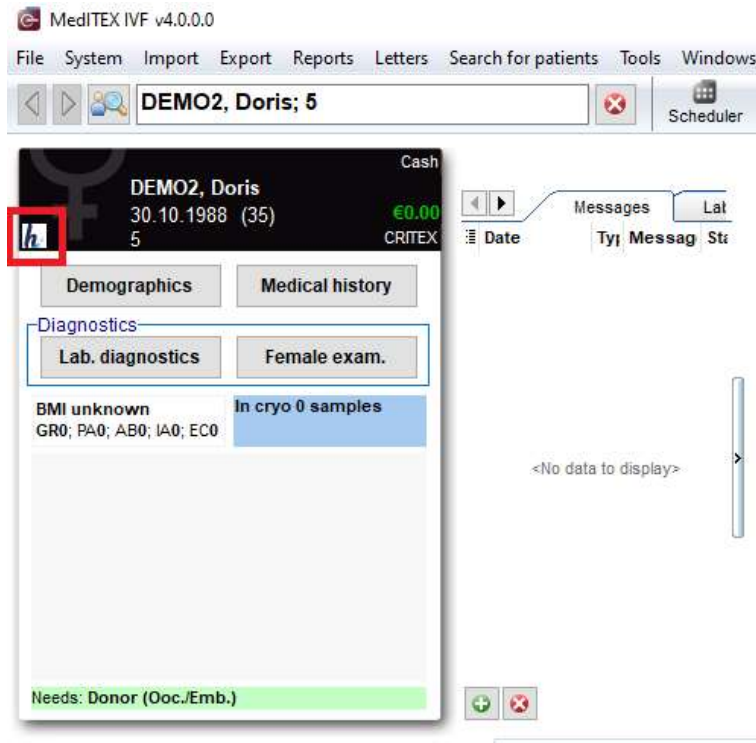 MedITEX IVF v4.0.0.0
File System Import Export Reports Letters Search for patients Tools Windows
DEMO2, Doris; 5
Scheduler
Cash
DEMO2, Doris
30.10.1988 (35) €0.00
h 5 CRITEX
Messages Lab
Date Typ Messag Sta
Demographics Medical history
Diagnostics
Lab. diagnostics Female exam.
BMI unknown In cryo 0 samples
GR0; PA0; AB0; IA0; EC0
<No data to display>
Needs: Donor (Ooc./Emb.)